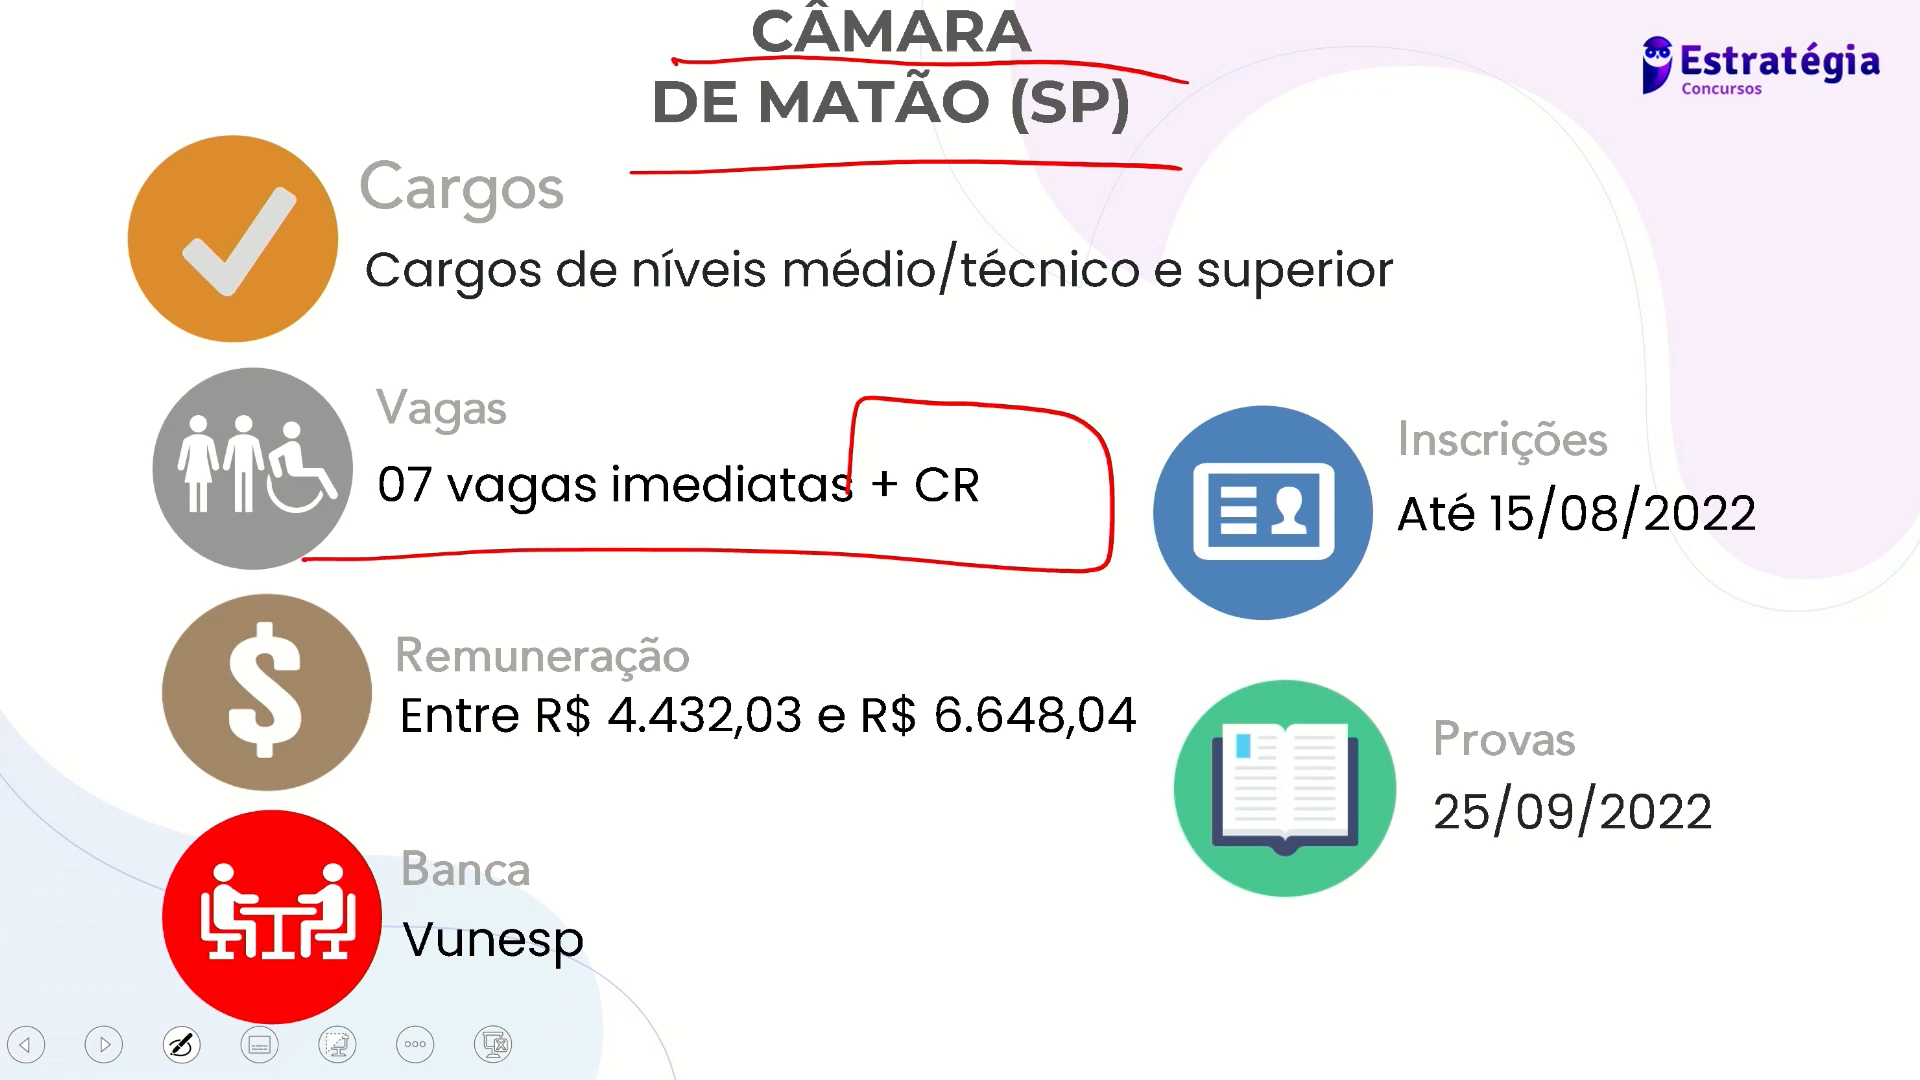 CÂMARA
DE MATÃO (SP)
Estratégia
Concursos
Cargos
Cargos de níveis médio/técnico e superior
Vagas
07 vagas imediatas + CR
Inscrições
Até 15/08/2022
Remuneração
Entre R$ 4.432,03 e R$ 6.648,04
Provas
25/09/2022
Banca
Vunesp